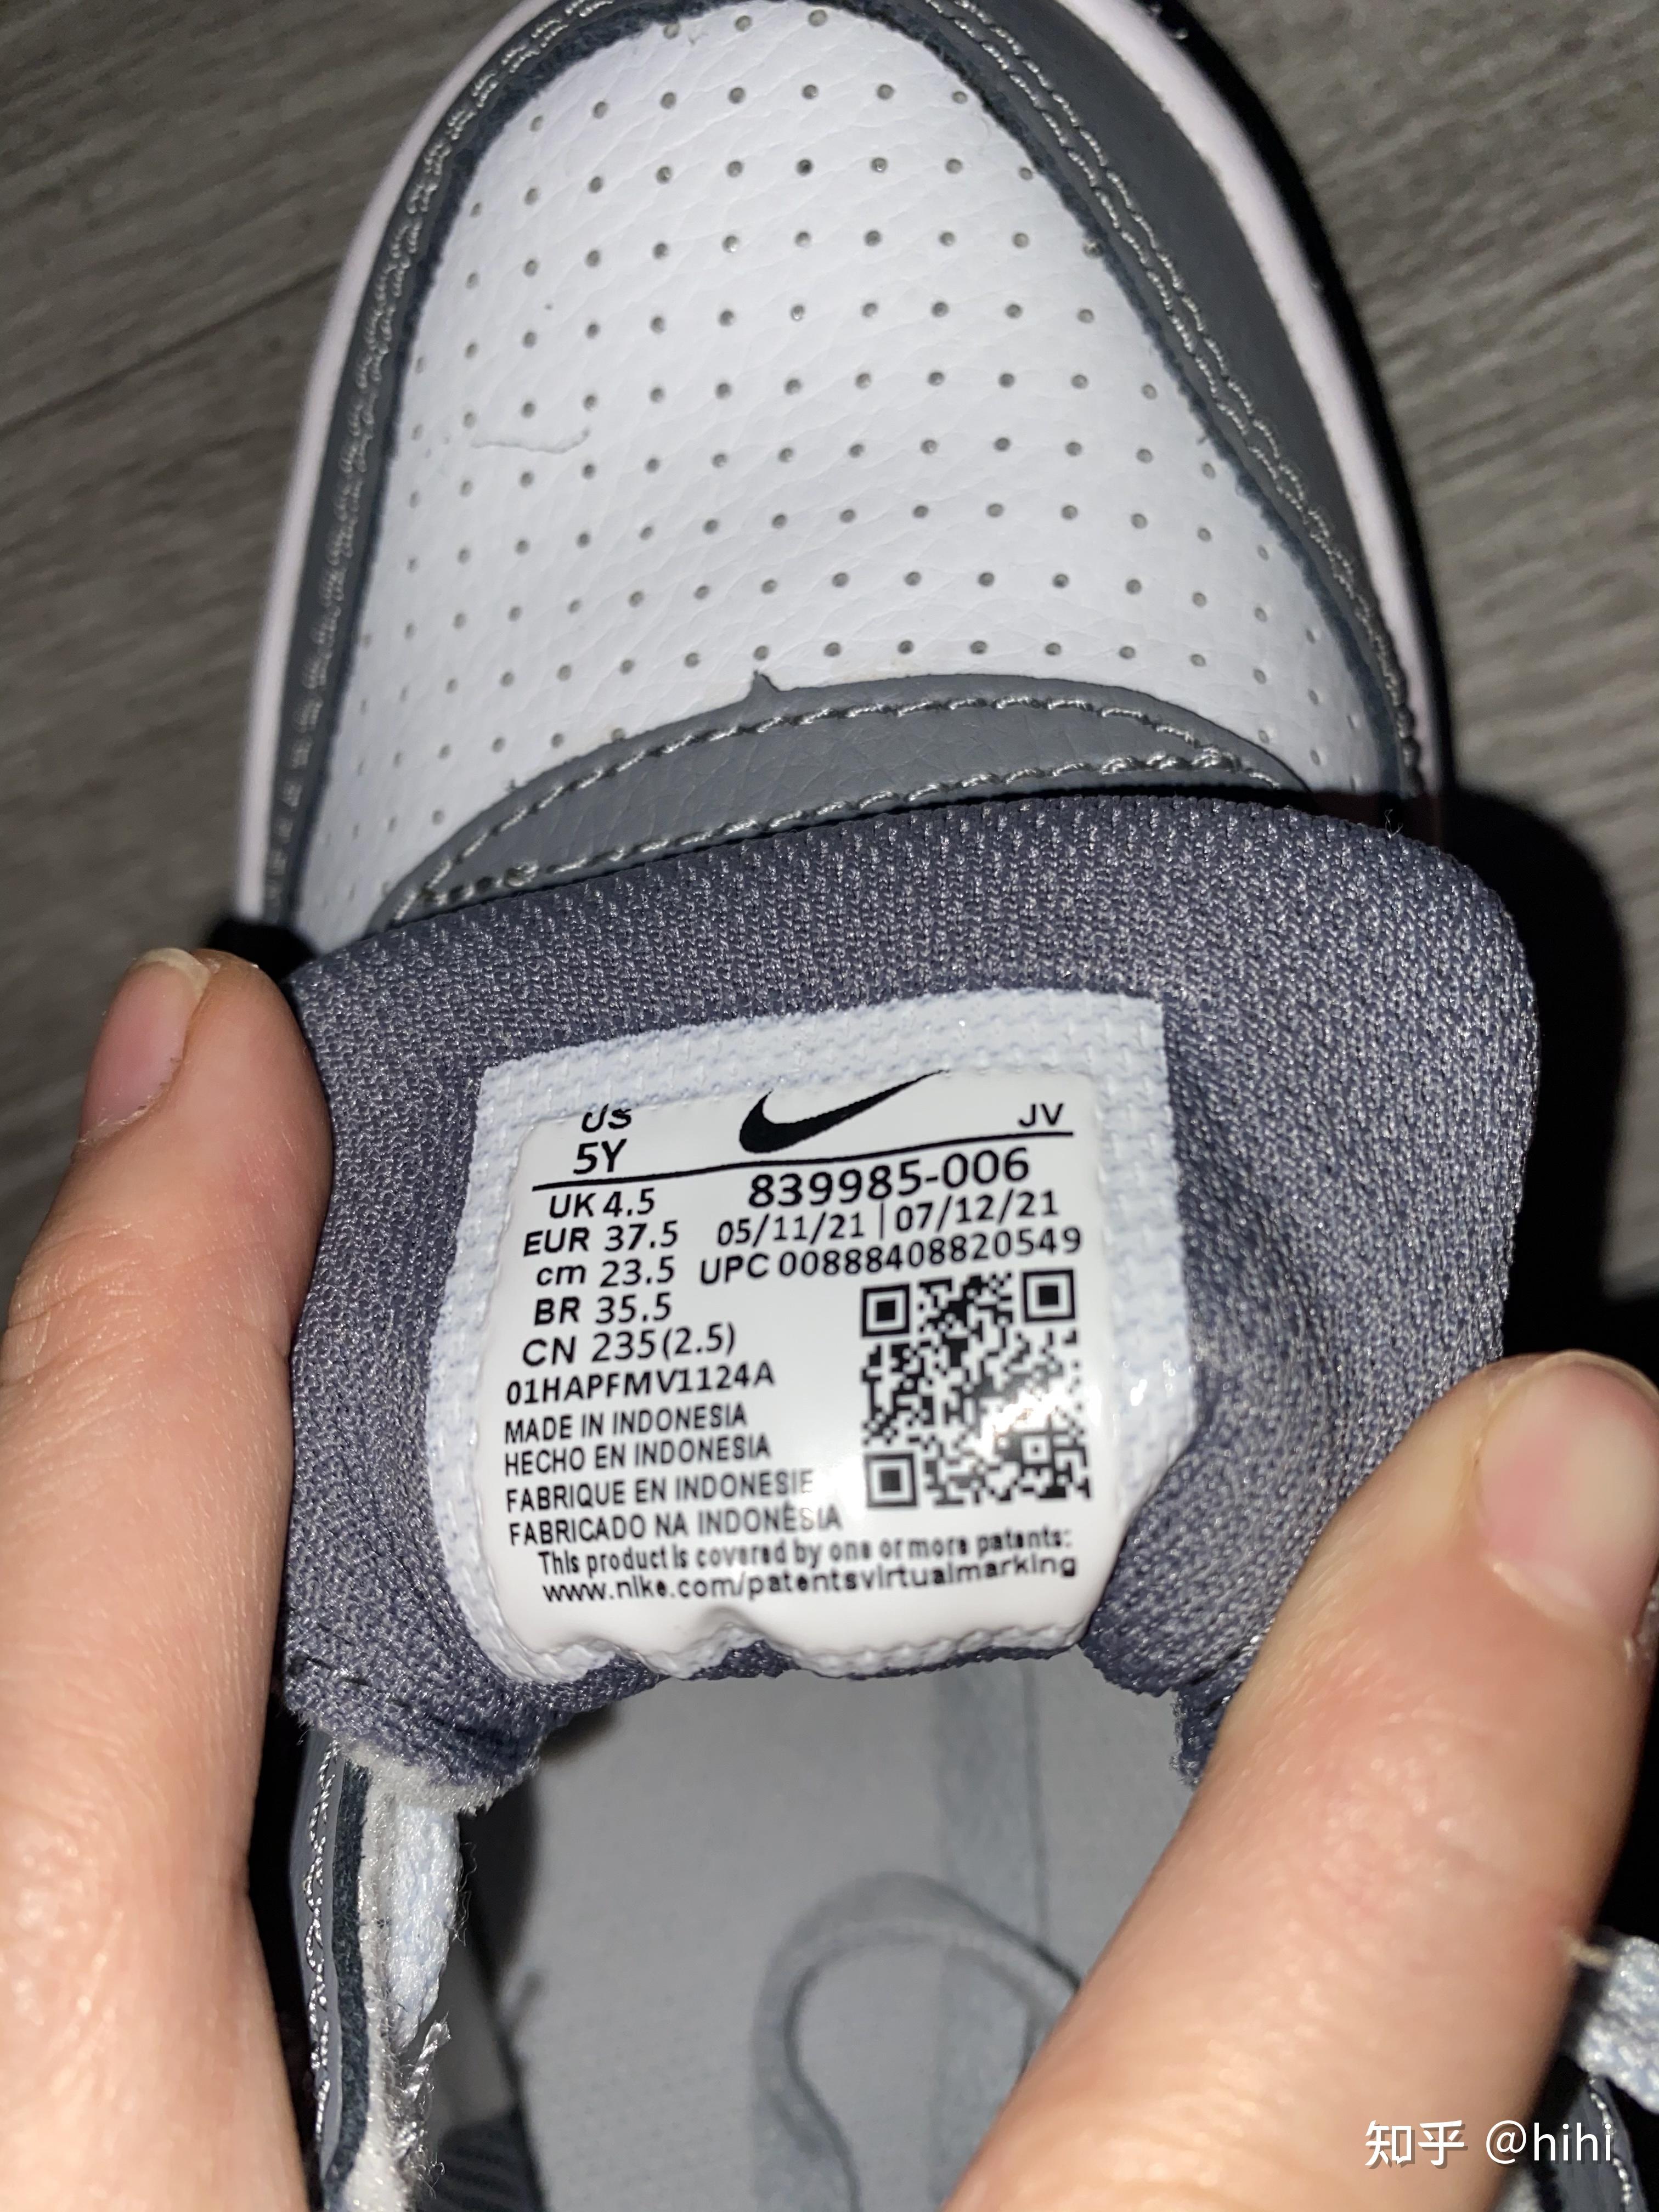 US
5Y
JV
UK 4.5
839985-006
EUR 37.5
05/11/21 | 07/12/21
cm 23.5
UPC 00888408820549
BR 35.5
CN 235(2.5)
01HAPFMV1124A
MADE IN INDONESIA
HECHO EN INDONESIA
FABRIQUE EN INDONESIE
FABRICADO NA INDONÉSIA
This product is covered by one or more patents:
www.nike.com/patentsvirtualmarking
知乎 @hihi